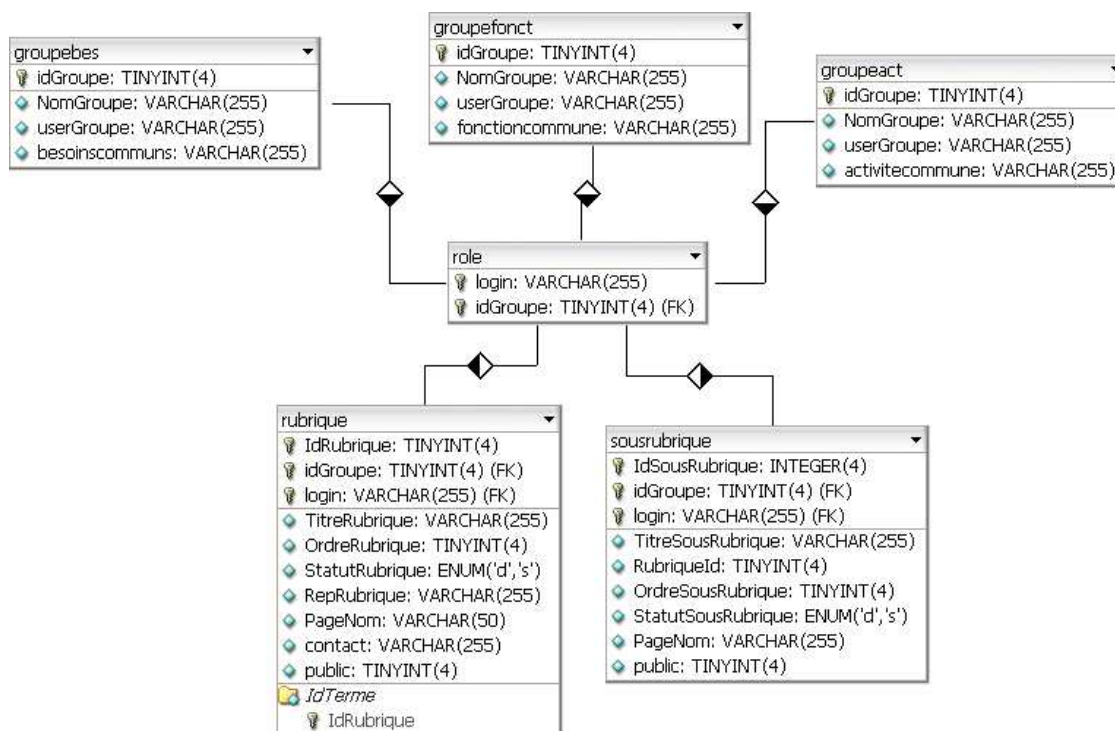 groupebes
idGroupe: TINYINT(4)
NomGroupe: VARCHAR(255)
userGroupe: VARCHAR(255)
besoinscommuns: VARCHAR(255)
groupefonct
idGroupe: TINYINT(4)
NomGroupe: VARCHAR(255)
userGroupe: VARCHAR(255)
fonctioncommune: VARCHAR(255)
groupeact
idGroupe: TINYINT(4)
NomGroupe: VARCHAR(255)
userGroupe: VARCHAR(255)
activitecommune: VARCHAR(255)
role
login: VARCHAR(255)
idGroupe: TINYINT(4) (FK)
rubrique
IdRubrique: TINYINT(4)
idGroupe: TINYINT(4) (FK)
login: VARCHAR(255) (FK)
TitreRubrique: VARCHAR(255)
OrdreRubrique: TINYINT(4)
StatutRubrique: ENUM('d','s')
RepRubrique: VARCHAR(255)
PageNom: VARCHAR(50)
contact: VARCHAR(255)
public: TINYINT(4)
IdTerme
IdRubrique
sousrubrique
IdSousRubrique: INTEGER(4)
idGroupe: TINYINT(4) (FK)
login: VARCHAR(255) (FK)
TitreSousRubrique: VARCHAR(255)
RubriqueId: TINYINT(4)
OrdreSousRubrique: TINYINT(4)
StatutSousRubrique: ENUM('d','s')
PageNom: VARCHAR(255)
public: TINYINT(4)